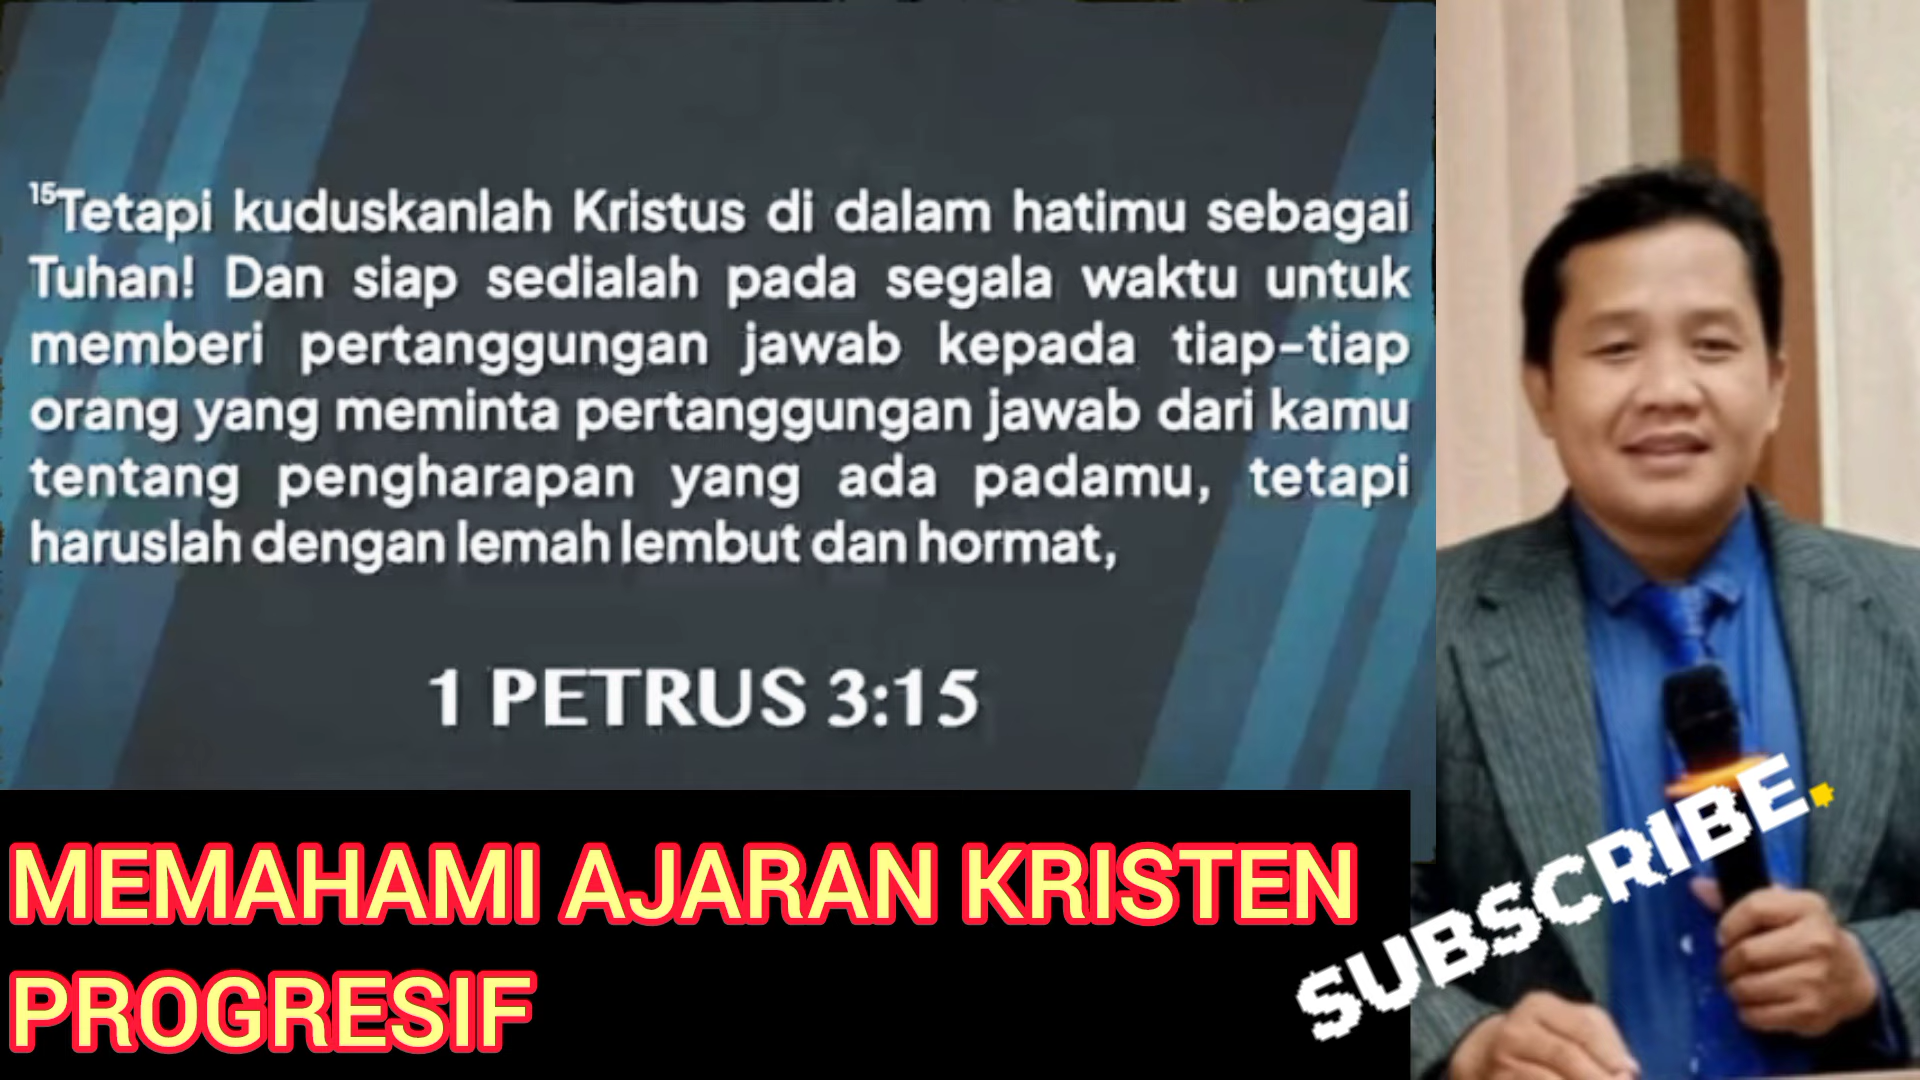 15Tetapi kuduskanlah Kristus di dalam hatimu sebagai
Tuhan! Dan siap sedialah pada segala waktu untuk
memberi pertanggungan jawab kepada tiap-tiap
orang yang meminta pertanggungan jawab dari kamu
tentang pengharapan yang ada padamu, tetapi
haruslah dengan lemah lembut dan hormat,
1 PETRUS 3:15
MEMAHAMI AJARAN KRISTEN
PROGRESIF
SUBSCRIBE.